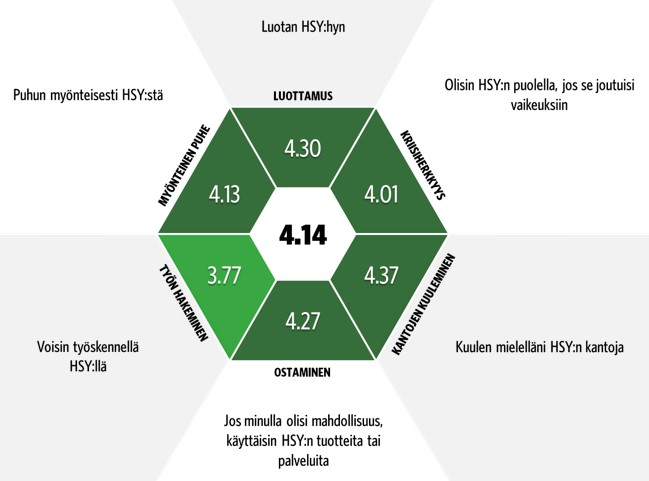 Luotan HSY:hyn
Puhun myönteisesti HSY:stä
Olisin HSY:n puolella, jos se joutuisi
vaikeuksiin
LUOTTAMUS
MYÖNTEINEN PUHE
KRIISIHERKKYYS
4.30
4.13
4.01
4.14
3.77
4.37
4.27
TYÖN HAKEMINEN
KANTOJEN KUULEMINEN
OSTAMINEN
Voisin työskennellä
HSY:llä
Kuulen mielelläni HSY:n kantoja
Jos minulla olisi mahdollisuus,
käyttäisin HSY:n tuotteita tai
palveluita